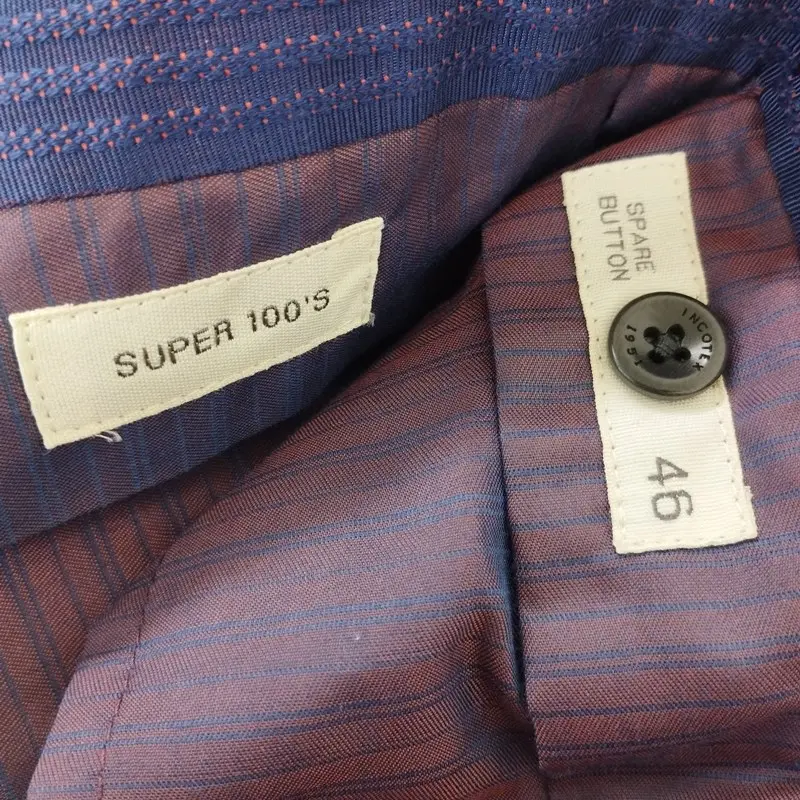 SUPER 100'S
SPARE
BUTTON
INCOTEX
1951
46